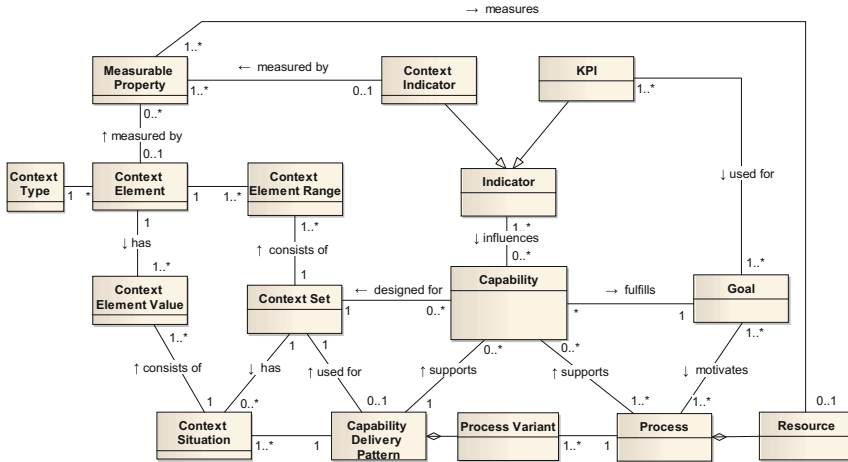 → measures
1..*
Measurable
Property
← measured by
1..*
0..1
Context
Indicator
KPI
1..*
0..*
↑ measured by
0..1
Context
Type
1
*
Context
Element
1
1..*
Context
Element Range
Indicator
↓ used for
1
↓ has
1..*
1..*
↑ consists of
1
1..*
↓ influences
0..*
Context
Element Value
Context Set
← designed for
1
0..*
Capability
→ fulfills
*
1
1..*
Goal
1..*
↑ consists of
1
1
↓ has
0..*
1
↑ used for
0..1
0..*
↑ supports
1
0..*
↑ supports
1..*
1..*
↓ motivates
1..*
0..1
Context
Situation
1..*
1
Capability
Delivery
Pattern
Process Variant
1..*
1
Process
Resource